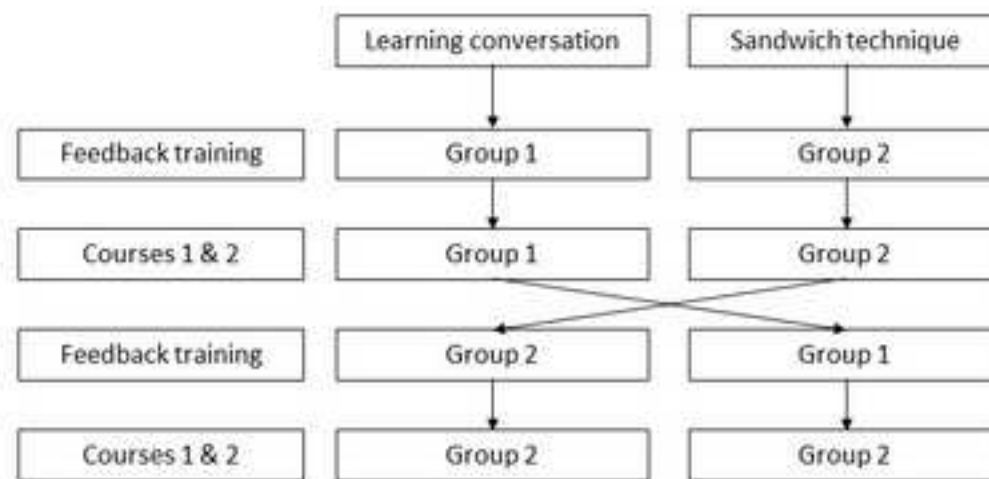 Learning conversation Sandwich technique
Feedback training Group 1 Group 2
Courses 1 & 2 Group 1 Group 2
Feedback training Group 2 Group 1
Courses 1 & 2 Group 2 Group 2